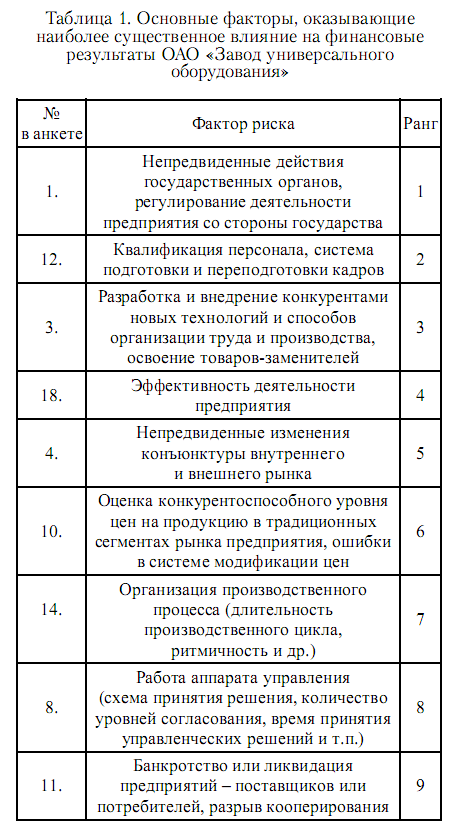 Таблица 1. Основные факторы, оказывающие
наиболее существенное влияние на финансовые
результаты ОАО «Завод универсального
оборудования»
№
в анкете
Фактор риска
Ранг
1.
Непредвиденные действия
государственных органов,
регулирование деятельности
предприятия со стороны государства
1
12.
Квалификация персонала, система
подготовки и переподготовки кадров
2
3.
Разработка и внедрение конкурентами
новых технологий и способов
организации труда и производства,
освоение товаров-заменителей
3
18.
Эффективность деятельности
предприятия
4
4.
Непредвиденные изменения
конъюнктуры внутреннего
и внешнего рынка
5
10.
Оценка конкурентоспособного уровня
цен на продукцию в традиционных
сегментах рынка предприятия, ошибки
в системе модификации цен
6
14.
Организация производственного
процесса (длительность
производственного цикла,
ритмичность и др.)
7
8.
Работа аппарата управления
(схема принятия решения, количество
уровней согласования, время принятия
управленческих решений и т.п.)
8
11.
Банкротство или ликвидация
предприятий – поставщиков или
потребителей, разрыв кооперирования
9